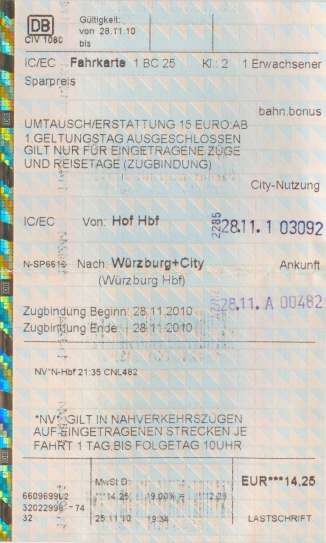 DB
CIV 1080
Gültigkeit:
von 28.11.10
bis
IC/EC Fahrkarte 1 BC 25 Kl : 2 1 Erwachsener
Sparpreis
bahn.bonus
UMTAUSCH/ERSTATTUNG 15 EURO;AB
1 GELTUNGSTAG AUSGESCHLOSSEN
GILT NUR FÜR EINGETRAGENE ZÜGE
UND REISETAGE (ZUGBINDUNG)
City-Nutzung
IC/EC Von: Hof Hbf
2285 28.11. 1 03092
Nach: Würzburg+City Ankunft
(Würzburg Hbf)
28.11. A 00482
Zugbindung Beginn: 28.11.2010
Zugbindung Ende : 28.11.2010
NV*N-Hbf 21:35 CNL482
*NV*-GILT IN NAHVERKEHRSZÜGEN
AUF EINGETRAGENEN STRECKEN JE
FAHRT 1 TAG BIS FOLGETAG 10UHR
MwSt D: EUR***14,25
14,25 19,00% =
32 25.11.10 19:34 LASTSCHRIFT